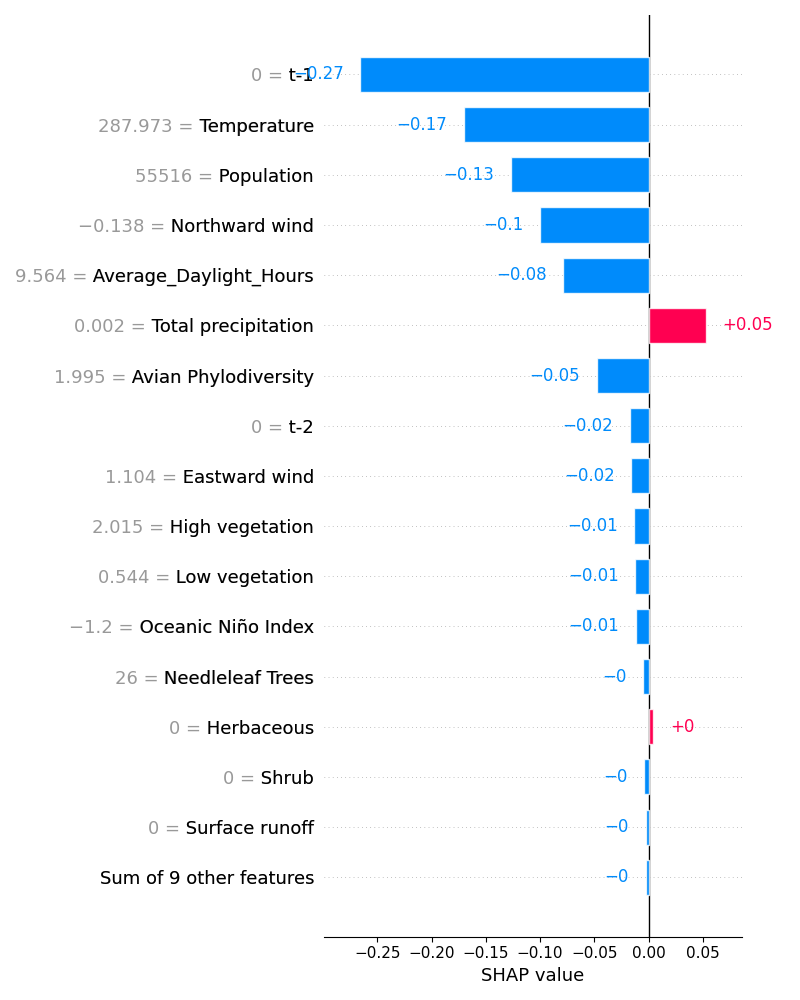 0 = t-1 −0.27
287.973 = Temperature −0.17
55516 = Population −0.13
−0.138 = Northward wind −0.1
9.564 = Average_Daylight_Hours −0.08
0.002 = Total precipitation +0.05
1.995 = Avian Phylodiversity −0.05
0 = t-2 −0.02
1.104 = Eastward wind −0.02
2.015 = High vegetation −0.01
0.544 = Low vegetation −0.01
−1.2 = Oceanic Niño Index −0.01
26 = Needleleaf Trees −0
0 = Herbaceous +0
0 = Shrub −0
0 = Surface runoff −0
Sum of 9 other features −0
−0.25 −0.20 −0.15 −0.10 −0.05 0.00 0.05
SHAP value